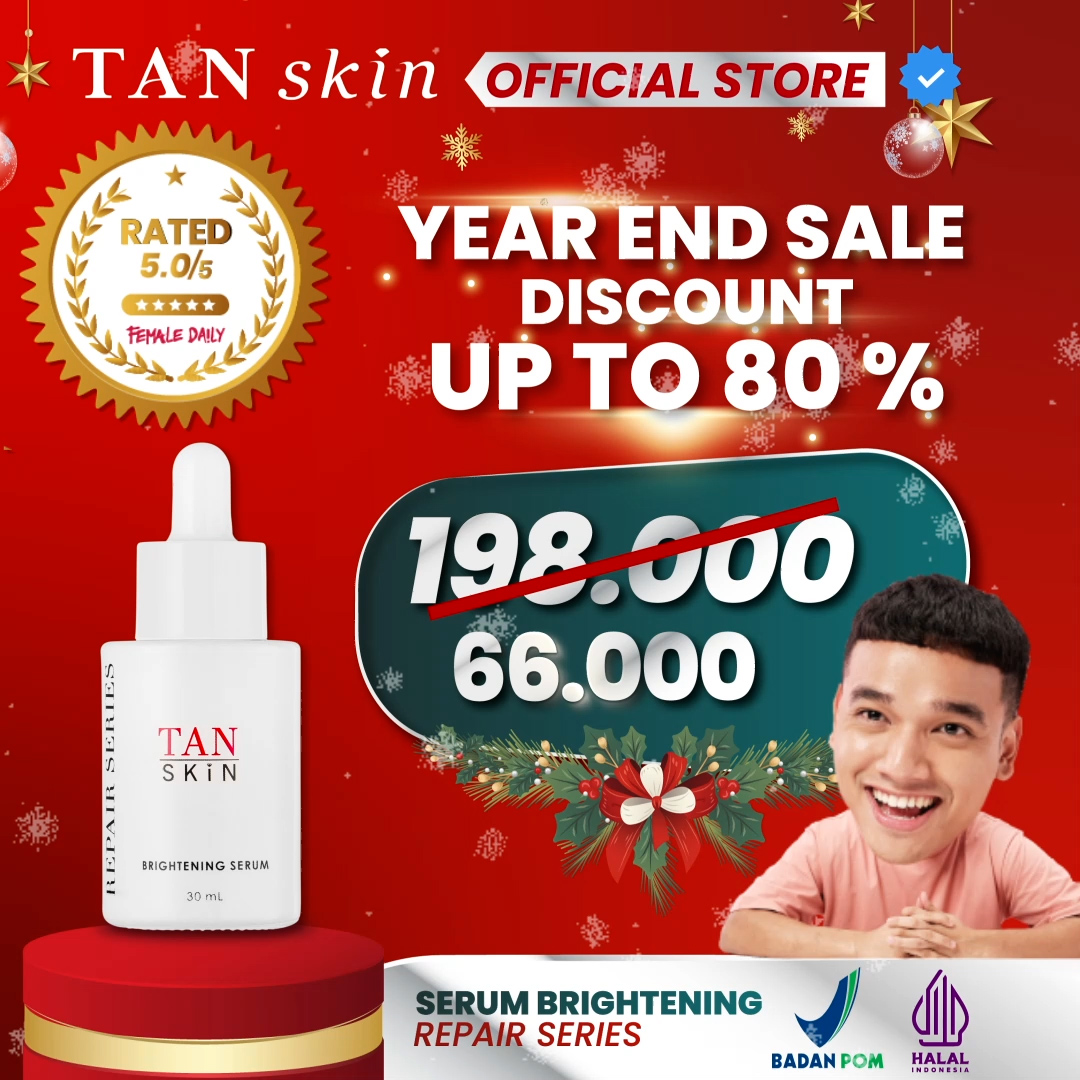 TAN skin
OFFICIAL STORE
RATED
5.0/5
FEMALE DAILY
YEAR END SALE
DISCOUNT
UP TO 80 %
198.000
66.000
REPAIR SERIES
TAN
SKiN
BRIGHTENING SERUM
30 mL
SERUM BRIGHTENING
REPAIR SERIES
BADAN POM
HALAL
INDONESIA